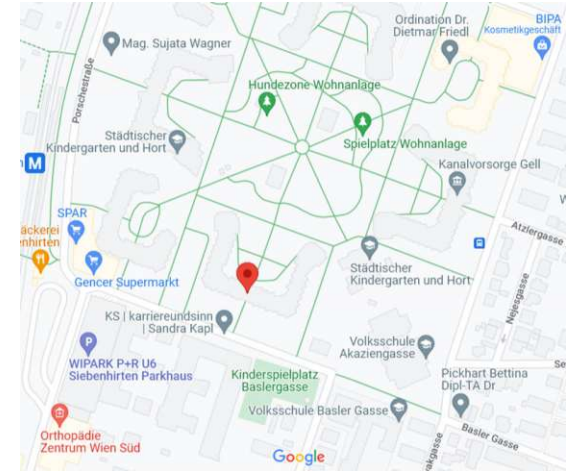 Ordination Dr.
Dietmar Friedl
BIPA
Kosmetikgeschäft
Mag. Sujata Wagner
Porschestraße
Hundezone Wohnanlage
Städtischer
Kindergarten und Hort
Spielplatz Wohnanlage
M
Kanalvorsorge Gell
SPAR
äckerei
enhirten
Gencer Supermarkt
Atzlergasse
Städtischer
Kindergarten und Hort
Nejesgasse
KS | karriereundsinn
| Sandra Kapl
P
WIPARK P+R U6
Siebenhirten Parkhaus
Volksschule
Akaziengasse
Se
Kinderspielplatz
Baslergasse
Pickhart Bettina
Dipl-TA Dr
Volksschule Basler Gasse
Basler Gasse
akgasse
Orthopädie
Zentrum Wien Süd
Google